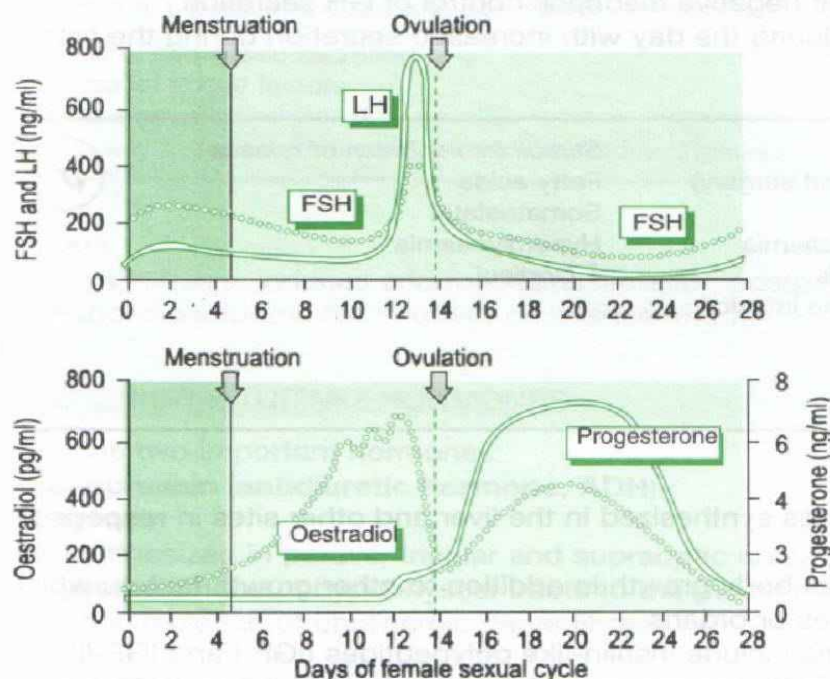 Menstruation Ovulation
800
600
400
200
0
FSH and LH (ng/ml)
LH
FSH
FSH
0 2 4 6 8 10 12 14 16 18 20 22 24 26 28
Menstruation Ovulation
800
600
400
200
0
Oestradiol (pg/ml)
Oestradiol
Progesterone
8
6
4
3
0
Progesterone (ng/ml)
0 2 4 6 8 10 12 14 16 18 20 22 24 26 28
Days of female sexual cycle